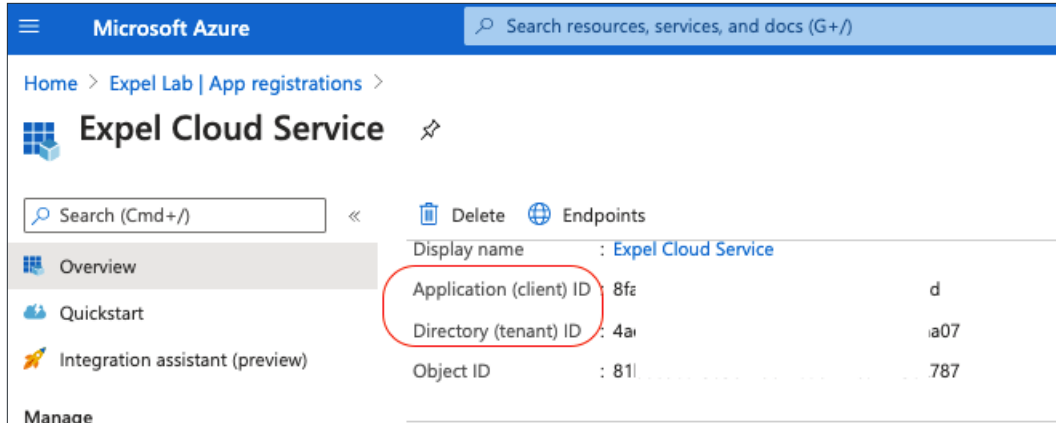 Microsoft Azure
Search resources, services, and docs (G+/)
Home > Expel Lab | App registrations >
Expel Cloud Service
Search (Cmd+/)
«
Delete
Endpoints
Display name : Expel Cloud Service
Overview
Application (client) ID : 8fa d
Quickstart
Directory (tenant) ID : 4a a07
Integration assistant (preview)
Object ID : 81 787
Manage